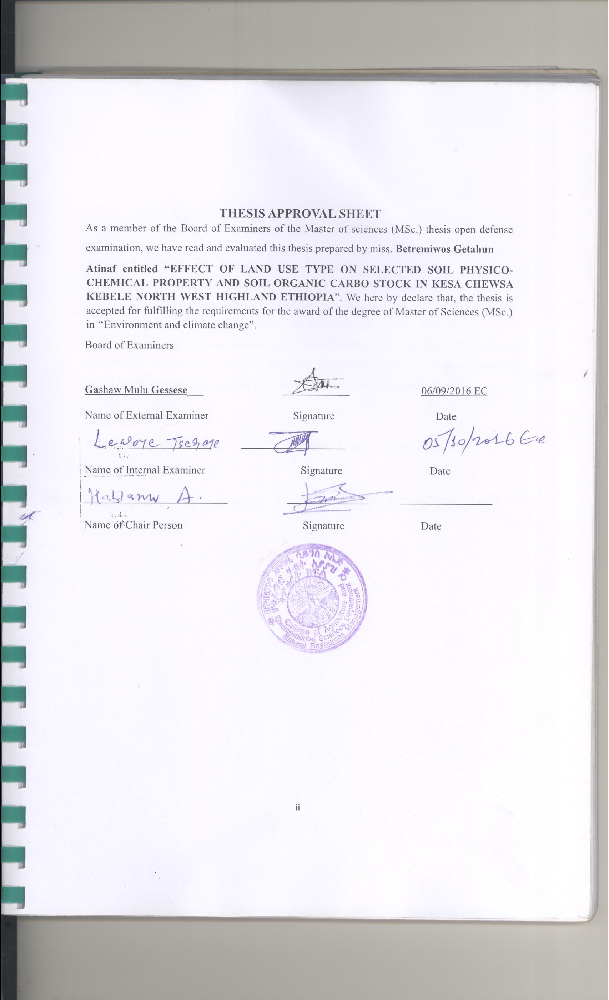 THESIS APPROVAL SHEET
As a member of the Board of Examiners of the Master of sciences (MSc.) thesis open defense
examination, we have read and evaluated this thesis prepared by miss. Betremiwos Getahun
Atinaf entitled “EFFECT OF LAND USE TYPE ON SELECTED SOIL PHYSICO-
CHEMICAL PROPERTY AND SOIL ORGANIC CARBO STOCK IN KESA CHEWSA
KEBELE NORTH WEST HIGHLAND ETHIOPIA”. We here by declare that, the thesis is
accepted for fulfilling the requirements for the award of the degree of Master of Sciences (MSc.)
in “Environment and climate change”.
Board of Examiners
Gashaw Mulu Gessese 06/09/2016 EC
Name of External Examiner Signature Date
Lewoye Tsegaye 05/10/2016 Ec
Name of Internal Examiner Signature Date
Habtamu A.
Name of Chair Person Signature Date
ሳይንስ ኮሌጅ
College of Agriculture and
Environmental Sciences Department
Natural Resources Management
ii